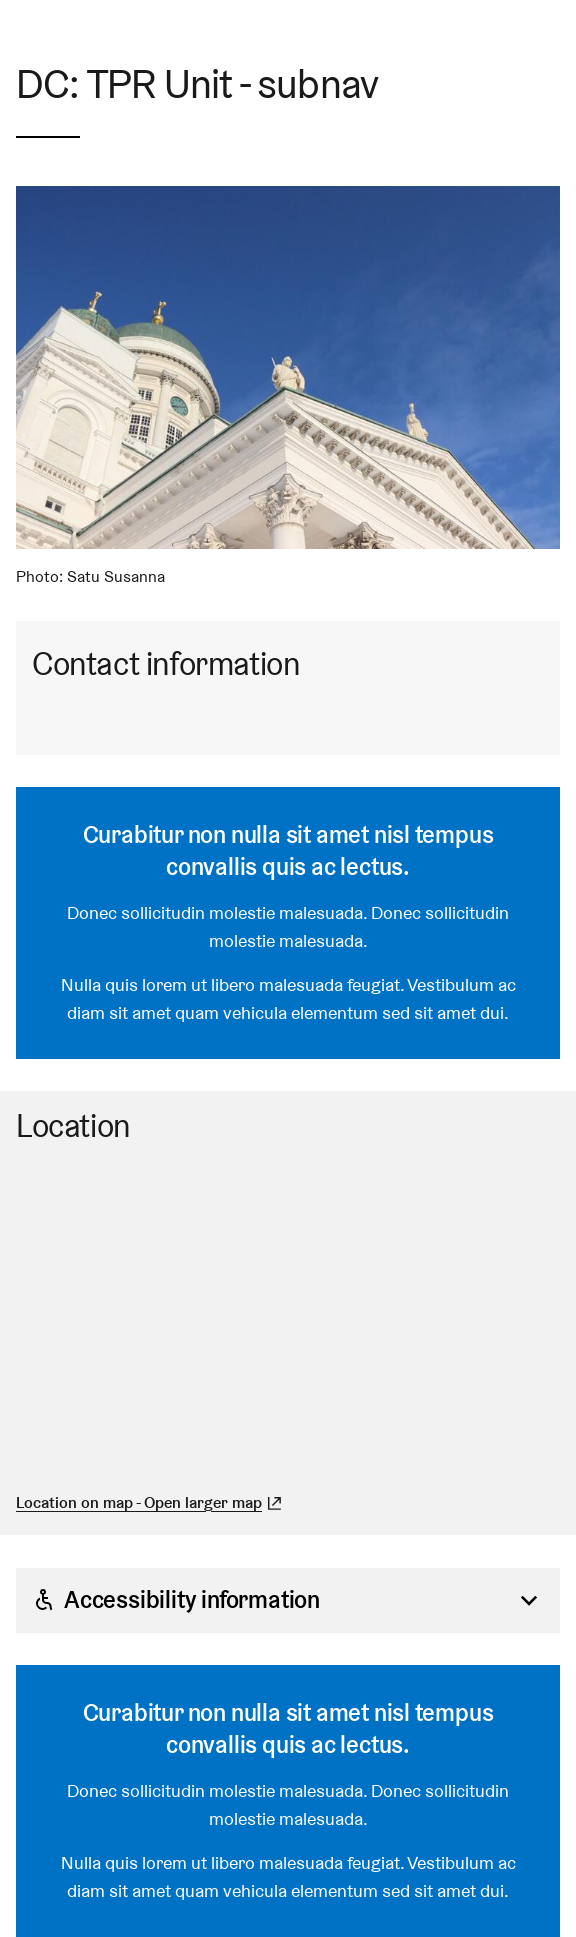 DC: TPR Unit - subnav
Photo: Satu Susanna
Contact information
Curabitur non nulla sit amet nisl tempus
convallis quis ac lectus.
Donec sollicitudin molestie malesuada. Donec sollicitudin
molestie malesuada.
Nulla quis lorem ut libero malesuada feugiat. Vestibulum ac
diam sit amet quam vehicula elementum sed sit amet dui.
Location
Location on map - Open larger map
Accessibility information
Curabitur non nulla sit amet nisl tempus
convallis quis ac lectus.
Donec sollicitudin molestie malesuada. Donec sollicitudin
molestie malesuada.
Nulla quis lorem ut libero malesuada feugiat. Vestibulum ac
diam sit amet quam vehicula elementum sed sit amet dui.